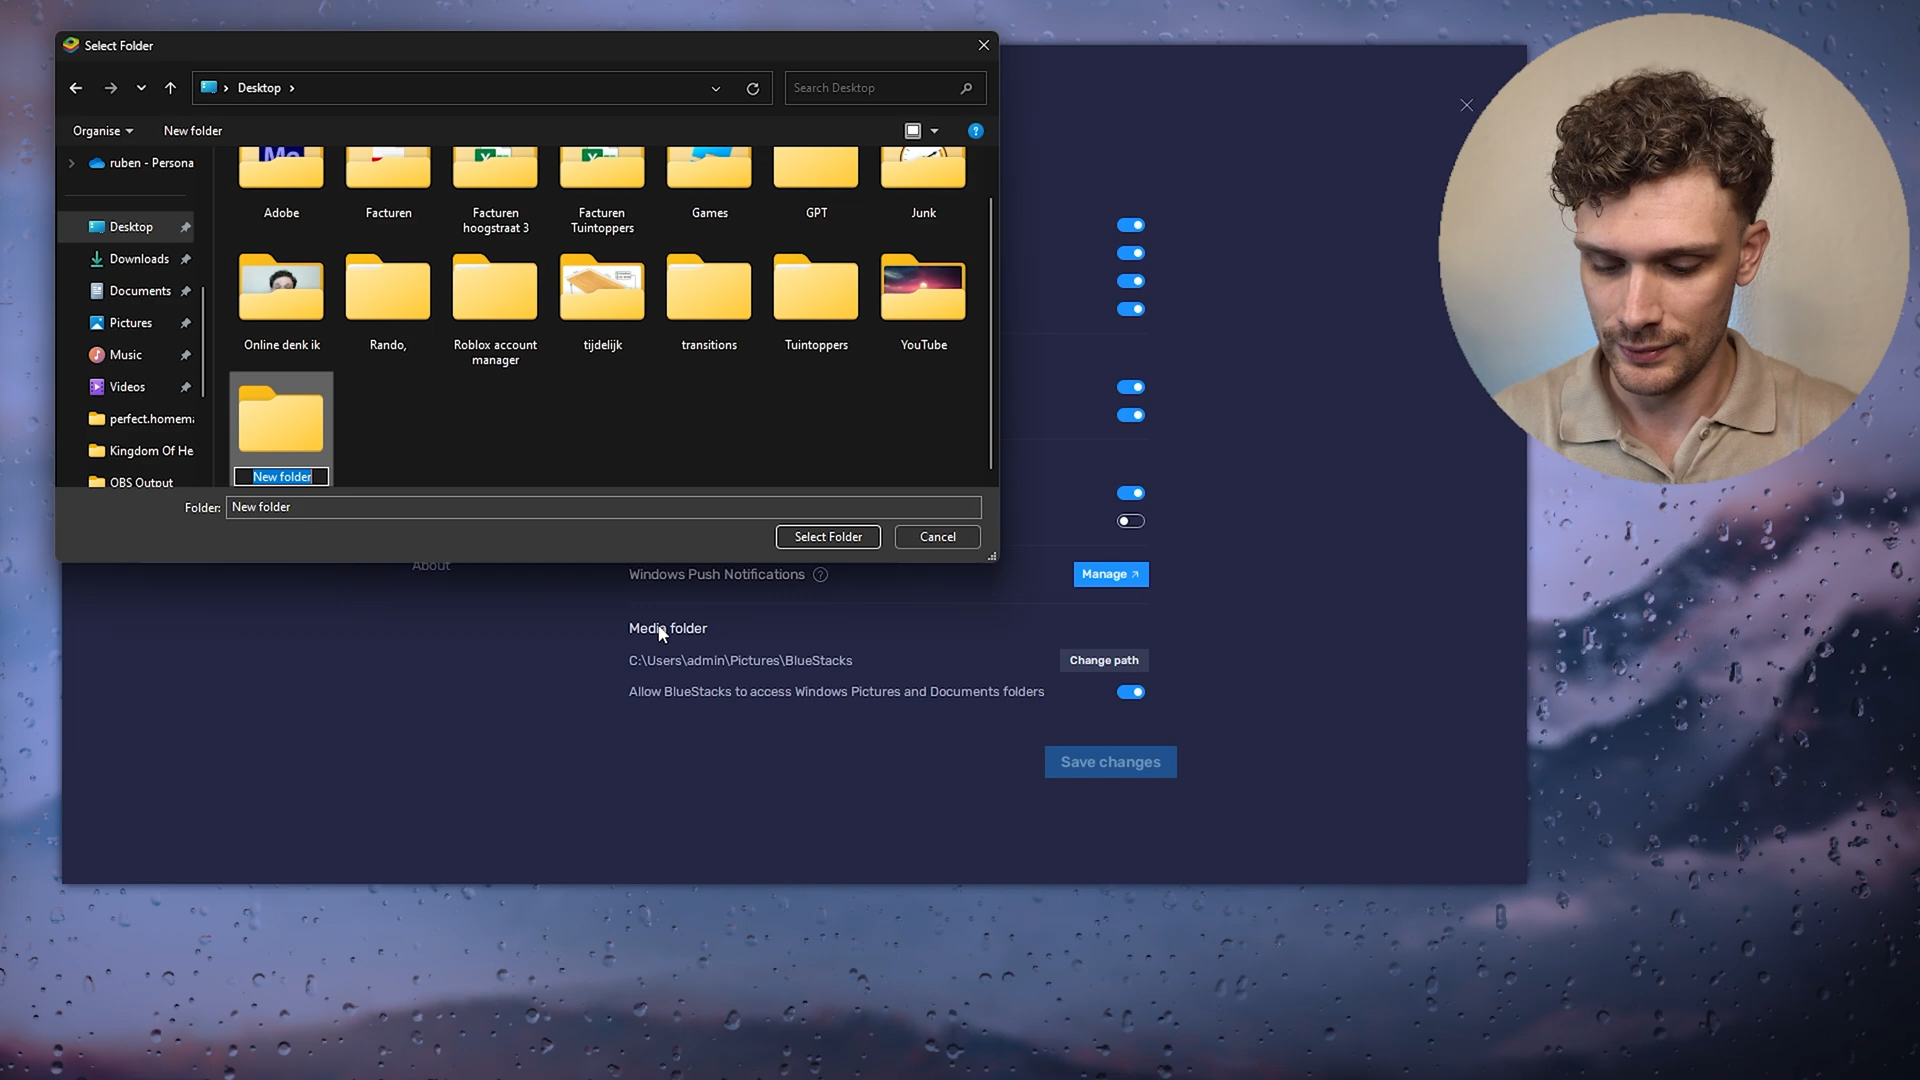 Select Folder
Desktop
Search Desktop
Organise
New folder
ruben - Persona
Desktop
Downloads
Documents
Pictures
Music
Videos
perfect.homema
Kingdom Of He
OBS Output
Adobe
Facturen
Facturen
hoogstraat 3
Facturen
Tuintoppers
Games
GPT
Junk
Online denk ik
Rando,
Roblox account
manager
tijdelijk
transitions
Tuintoppers
YouTube
New folder
Folder: New folder
Select Folder
Cancel
About
Windows Push Notifications
Manage
Media folder
C:\Users\admin\Pictures\BlueStacks
Change path
Allow BlueStacks to access Windows Pictures and Documents folders
Save changes